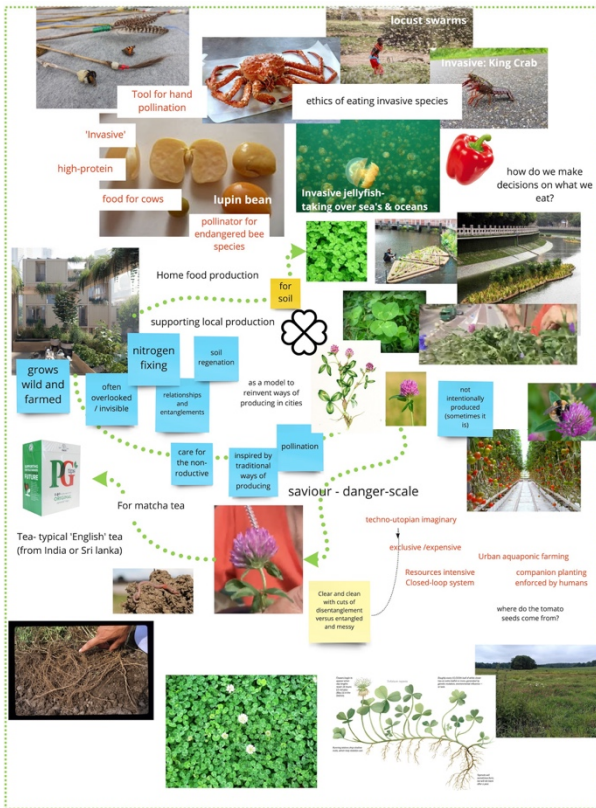 locust swarms
Invasive: King Crab
Tool for hand
pollination
ethics of eating invasive species
'Invasive'
high-protein
food for cows
lupin bean
pollinator for
endangered bee
species
Invasive jellyfish-
taking over sea's & oceans
how do we make
decisions on what we
eat?
Home food production
for
soil
supporting local production
nitrogen
fixing
soil
regenation
grows
wild and
farmed
often
overlooked
/ invisible
relationships
and
entanglements
as a model to
reinvent ways of
producing in cities
not
intentionally
produced
(sometimes it
is)
care for
the non-
roductive
inspired by
traditional
ways of
producing
pollination
PG
saviour - danger-scale
For matcha tea
Tea- typical 'English' tea
(from India or Sri lanka)
techno-utopian imaginary
exclusive /expensive
Urban aquaponic farming
Resources intensive
Closed-loop system
companion planting
enforced by humans
Clear and clean
with cuts of
disentanglement
versus entangled
and messy
where do the tomato
seeds come from?